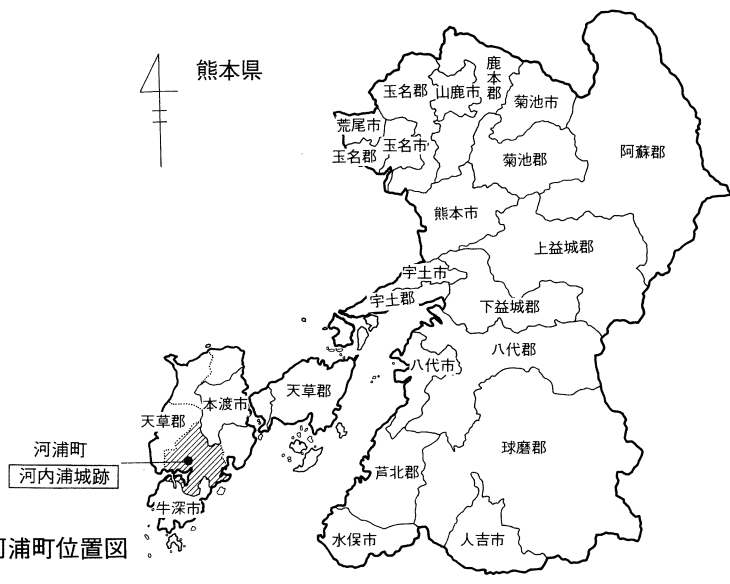 熊本県
鹿本郡
玉名郡
山鹿市
菊池市
荒尾市
玉名市
玉名郡
菊池郡
阿蘇郡
熊本市
上益城郡
宇土市
宇土郡
下益城郡
八代郡
八代市
天草郡
本渡市
天草郡
河浦町
河内浦城跡
球磨郡
芦北郡
牛深市
水俣市
人吉市
河浦町位置図